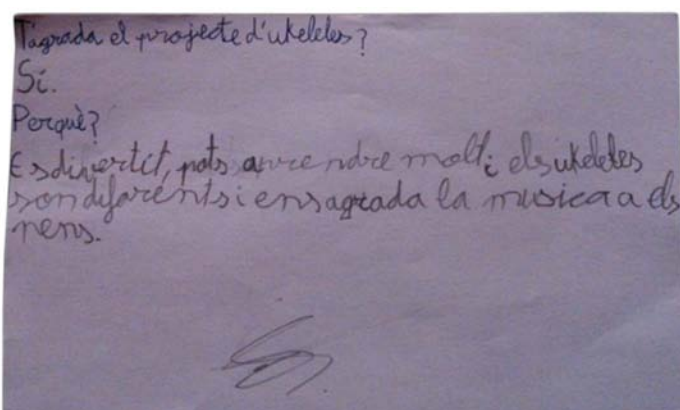 T'agrada el projecte d'ukeleles?
Sí.
Perquè?
Es divertit, pots aprendre molt i els ukeleles
son difarents i ens agrada la musica a els
nens.